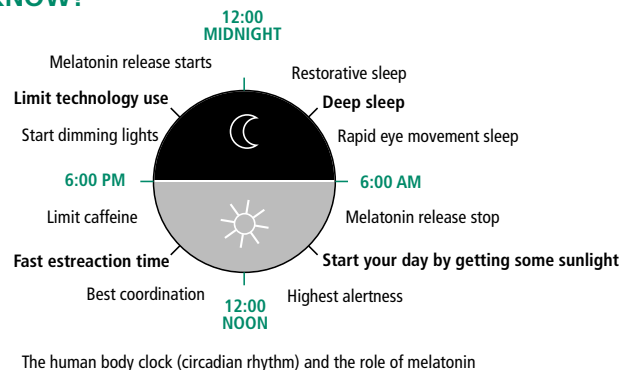 KNOW?
12:00
MIDNIGHT
Melatonin release starts
Restorative sleep
Limit technology use
Deep sleep
Start dimming lights
Rapid eye movement sleep
6:00 PM
6:00 AM
Limit caffeine
Melatonin release stop
Fast estreaction time
Start your day by getting some sunlight
Best coordination
Highest alertness
12:00
NOON
The human body clock (circadian rhythm) and the role of melatonin